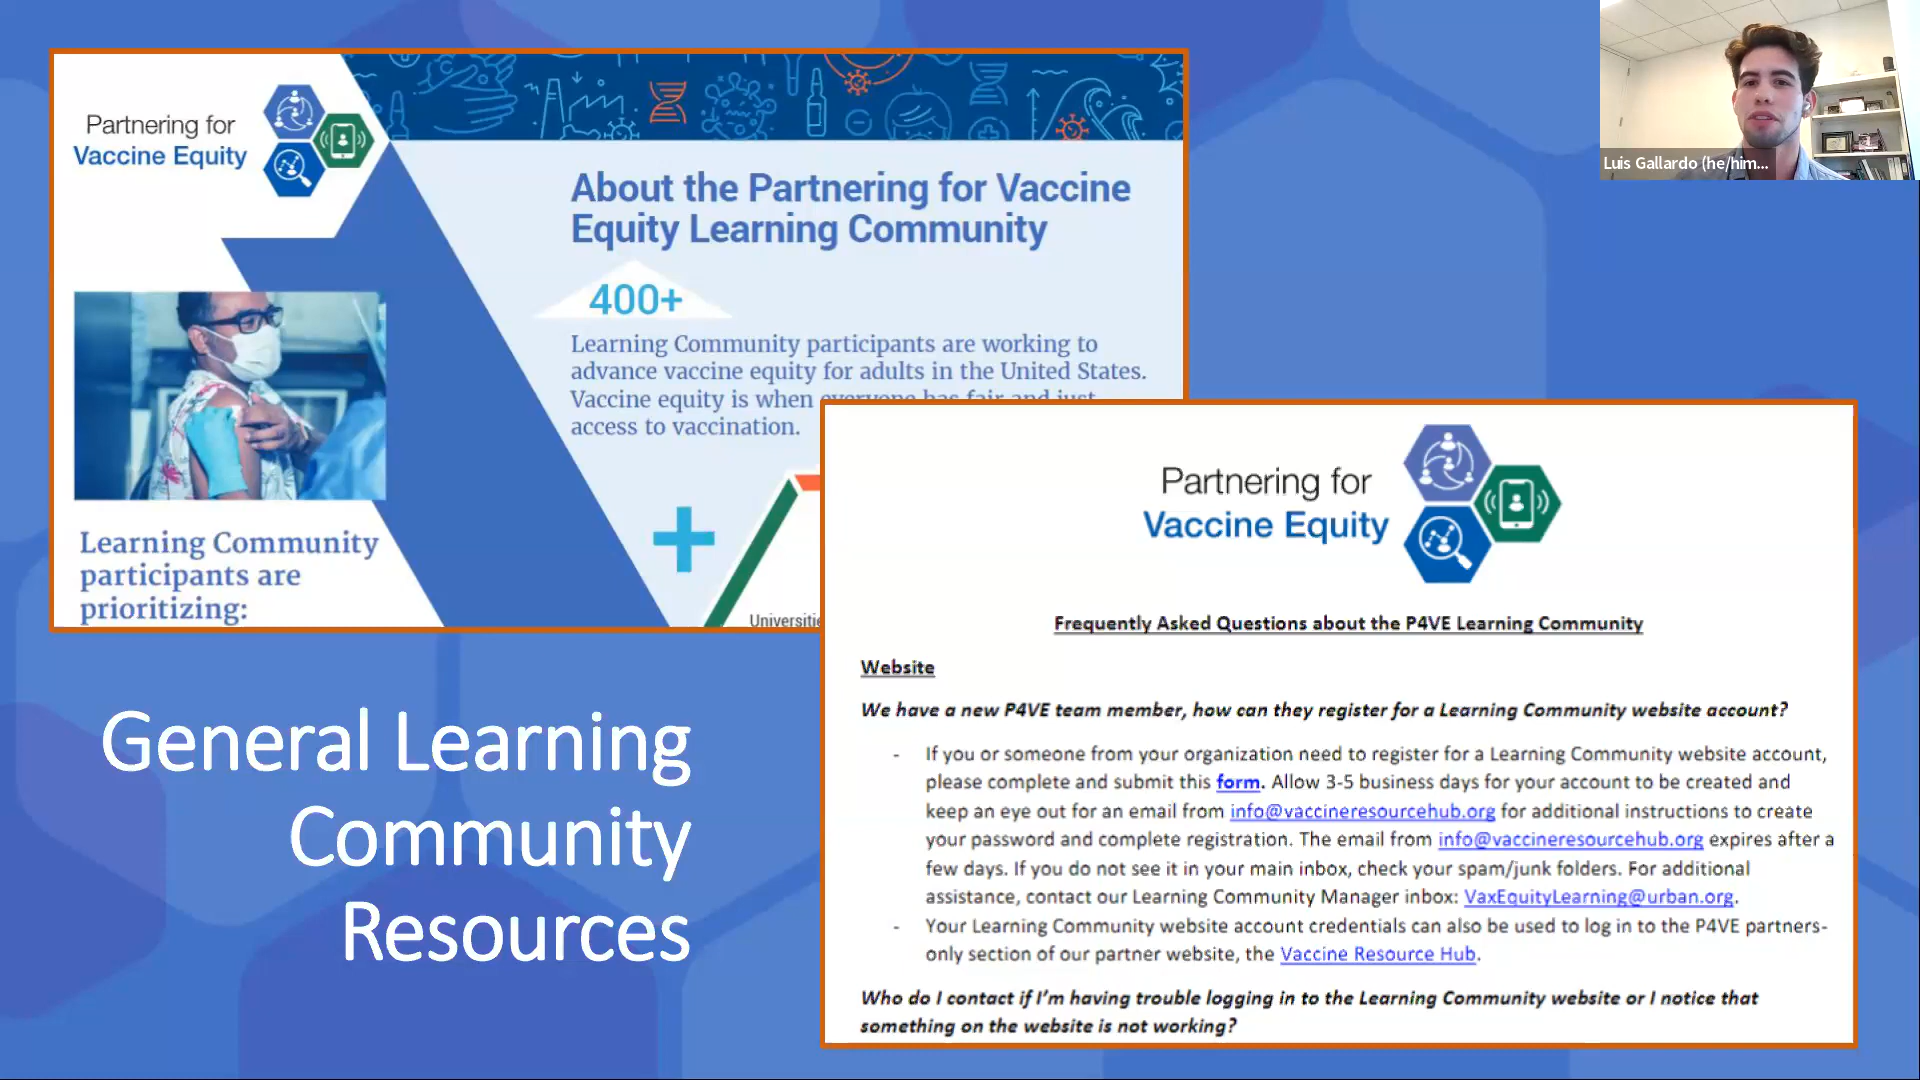 Partnering for
Vaccine Equity
About the Partnering for Vaccine
Equity Learning Community
400+
Learning Community participants are working to
advance vaccine equity for adults in the United States.
Vaccine equity is when everyone has fair and just
access to vaccination.
Learning Community
participants are
prioritizing:
Luis Gallardo (he/him...
General Learning
Community
Resources
Partnering for
Vaccine Equity
Frequently Asked Questions about the P4VE Learning Community
Website
We have a new P4VE team member, how can they register for a Learning Community website account?
- If you or someone from your organization need to register for a Learning Community website account,
please complete and submit this form. Allow 3-5 business days for your account to be created and
keep an eye out for an email from info@vaccineresourcehub.org for additional instructions to create
your password and complete registration. The email from info@vaccineresourcehub.org expires after a
few days. If you do not see it in your main inbox, check your spam/junk folders. For additional
assistance, contact our Learning Community Manager inbox: VaxEquityLearning@urban.org.
- Your Learning Community website account credentials can also be used to log in to the P4VE partners-
only section of our partner website, the Vaccine Resource Hub.
Who do I contact if I'm having trouble logging in to the Learning Community website or I notice that
something on the website is not working?